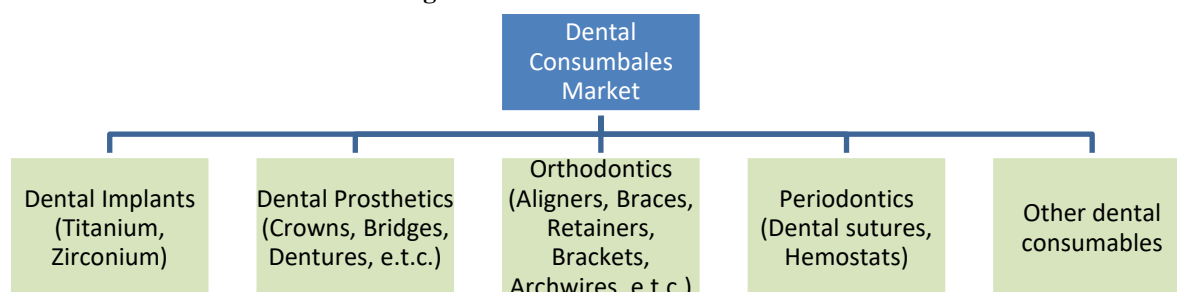 Dental
Consumbales
Market
Dental Implants
(Titanium,
Zirconium)
Dental Prosthetics
(Crowns, Bridges,
Dentures, e.t.c.)
Orthodontics
(Aligners, Braces,
Retainers,
Brackets,
Archwires, e.t.c.)
Periodontics
(Dental sutures,
Hemostats)
Other dental
consumables